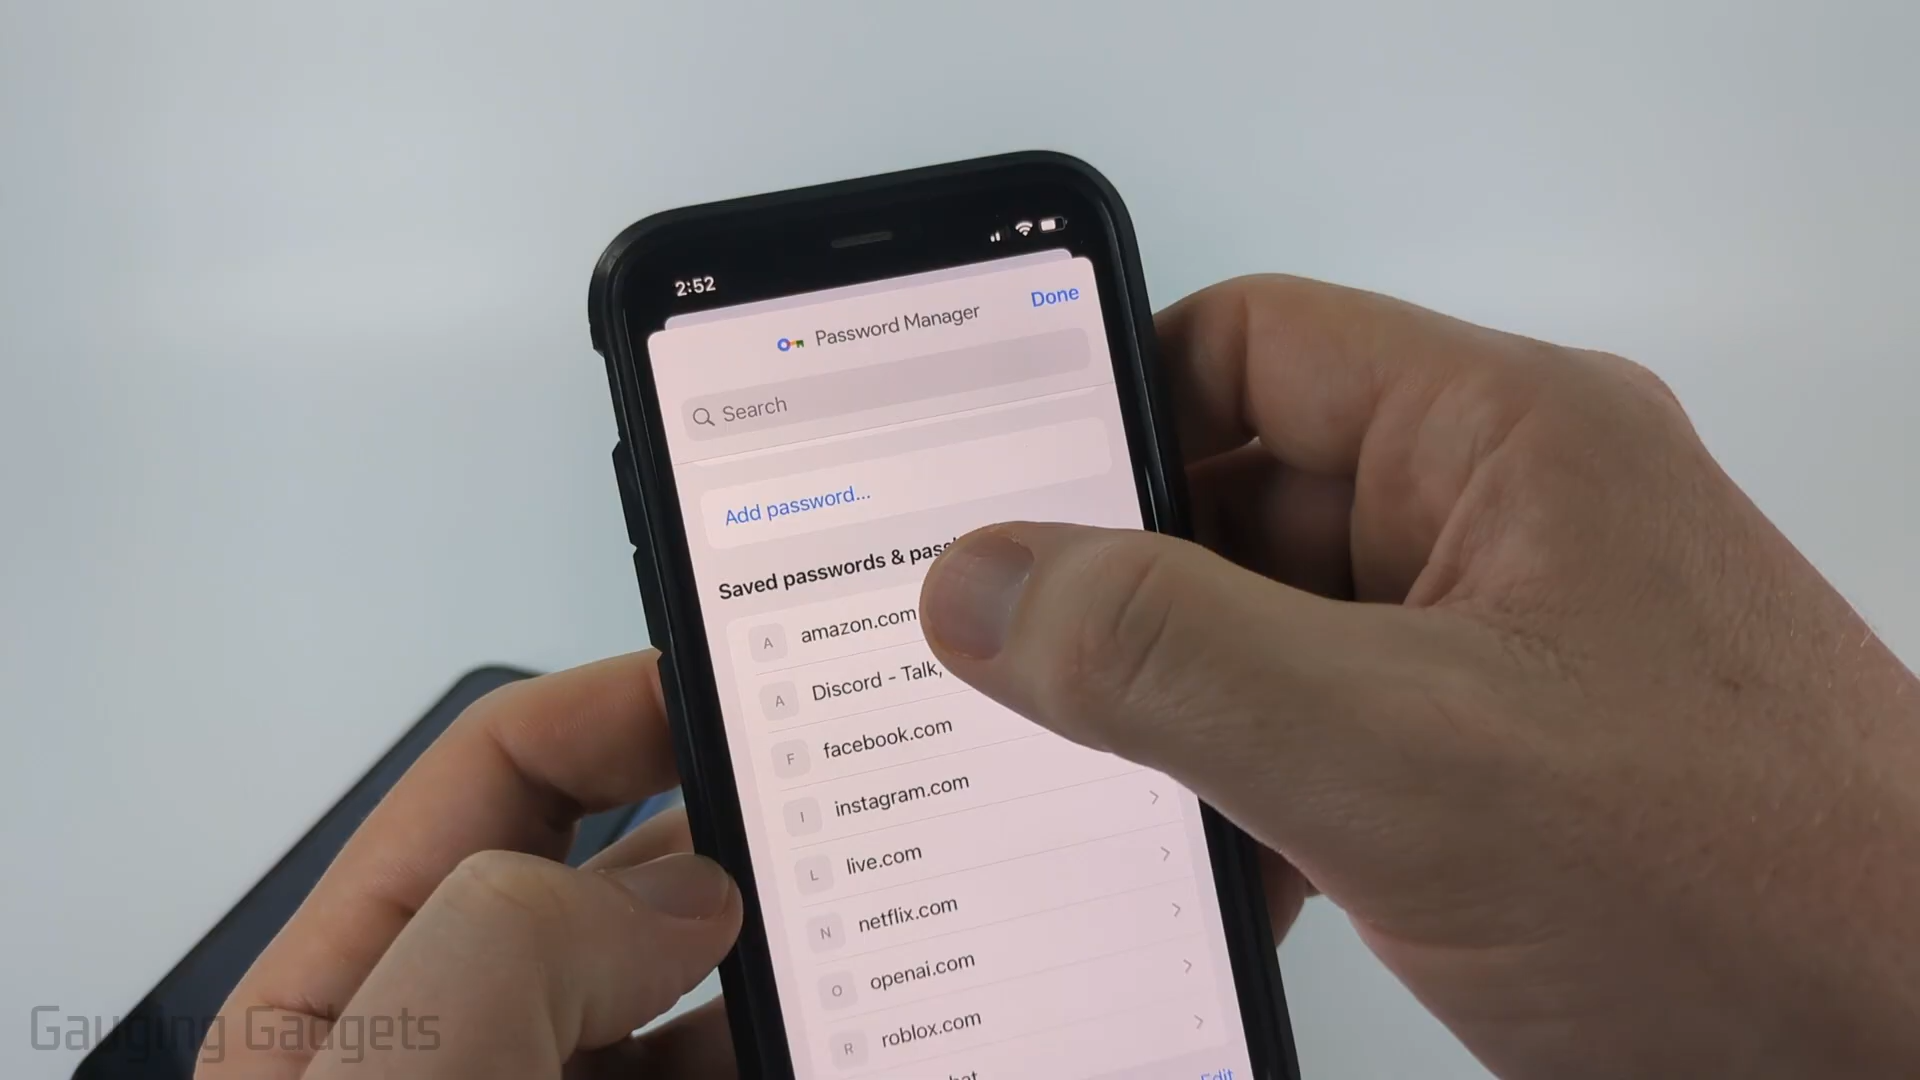 2:52
Password Manager
Done
Search
Add password...
Saved passwords &
A amazon.com
A Discord - Talk,
F facebook.com
I instagram.com
L live.com
N netflix.com
O openai.com
R roblox.com
Edit
Gauging Gadgets